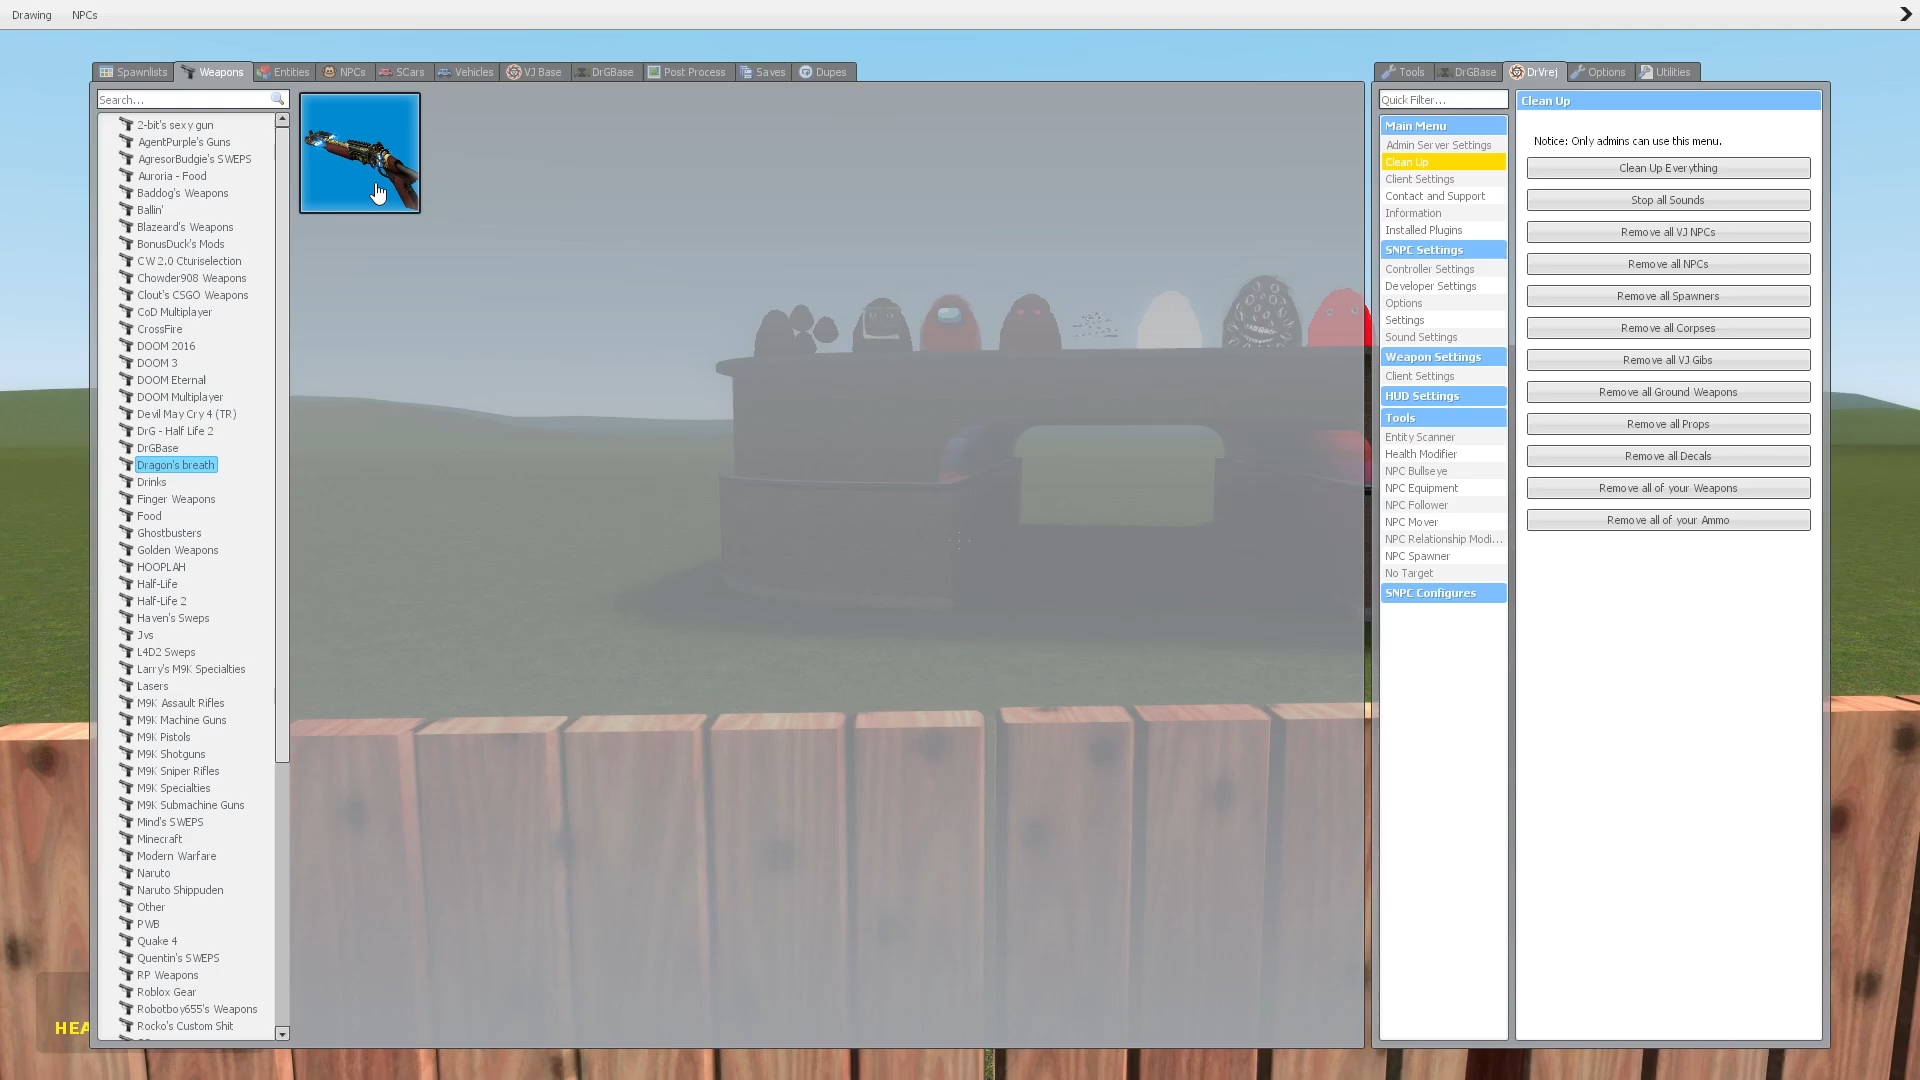 Drawing NPCs
Spawnlists Weapons Entities NPCs SCars Vehicles VJ Base DrGBase Post Process Saves Dupes
Search...
2-bit's sexy gun
AgentPurple's Guns
AgresorBudgie's SWEPS
Auroria - Food
Baddog's Weapons
Ballin'
Blazeard's Weapons
BonusDuck's Mods
CW 2.0 Cturiselection
Chowder908 Weapons
Clout's CSGO Weapons
CoD Multiplayer
CrossFire
DOOM 2016
DOOM 3
DOOM Eternal
DOOM Multiplayer
Devil May Cry 4 (TR)
DrG - Half Life 2
DrGBase
Dragon's breath
Drinks
Finger Weapons
Food
Ghostbusters
Golden Weapons
HOOPLAH
Half-Life
Half-Life 2
Haven's Sweps
Jvs
L4D2 Sweps
Larry's M9K Specialties
Lasers
M9K Assault Rifles
M9K Machine Guns
M9K Pistols
M9K Shotguns
M9K Sniper Rifles
M9K Specialties
M9K Submachine Guns
Mind's SWEPS
Minecraft
Modern Warfare
Naruto
Naruto Shippuden
Other
PWB
Quake 4
Quentin's SWEPS
RP Weapons
Roblox Gear
Robotboy655's Weapons
Rocko's Custom Shit
HEA
Tools DrGBase DrVrej Options Utilities
Quick Filter...
Main Menu
Admin Server Settings
Clean Up
Client Settings
Contact and Support
Information
Installed Plugins
SNPC Settings
Controller Settings
Developer Settings
Options
Settings
Sound Settings
Weapon Settings
Client Settings
HUD Settings
Tools
Entity Scanner
Health Modifier
NPC Bullseye
NPC Equipment
NPC Follower
NPC Mover
NPC Relationship Modi...
NPC Spawner
No Target
SNPC Configures
Clean Up
Notice: Only admins can use this menu.
Clean Up Everything
Stop all Sounds
Remove all VJ NPCs
Remove all NPCs
Remove all Spawners
Remove all Corpses
Remove all VJ Gibs
Remove all Ground Weapons
Remove all Props
Remove all Decals
Remove all of your Weapons
Remove all of your Ammo